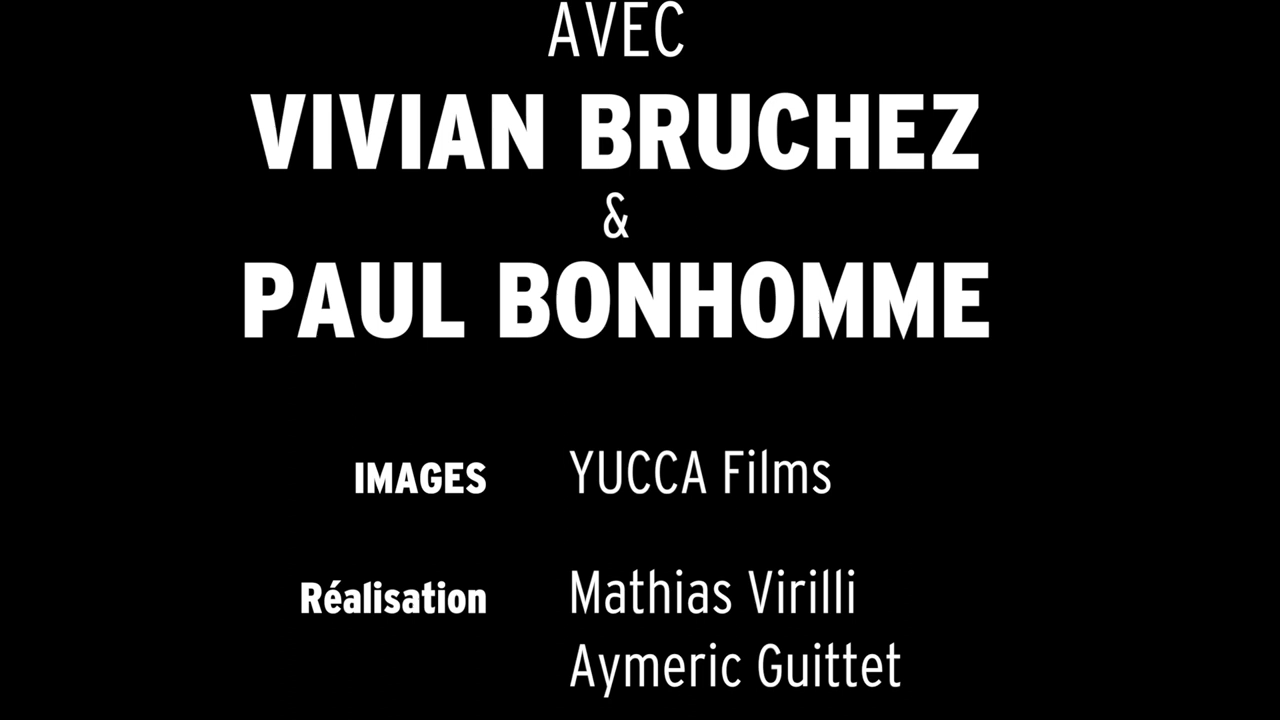 AVEC
VIVIAN BRUCHEZ
&
PAUL BONHOMME
IMAGES YUCCA Films
Réalisation Mathias Virilli
Aymeric Guittet